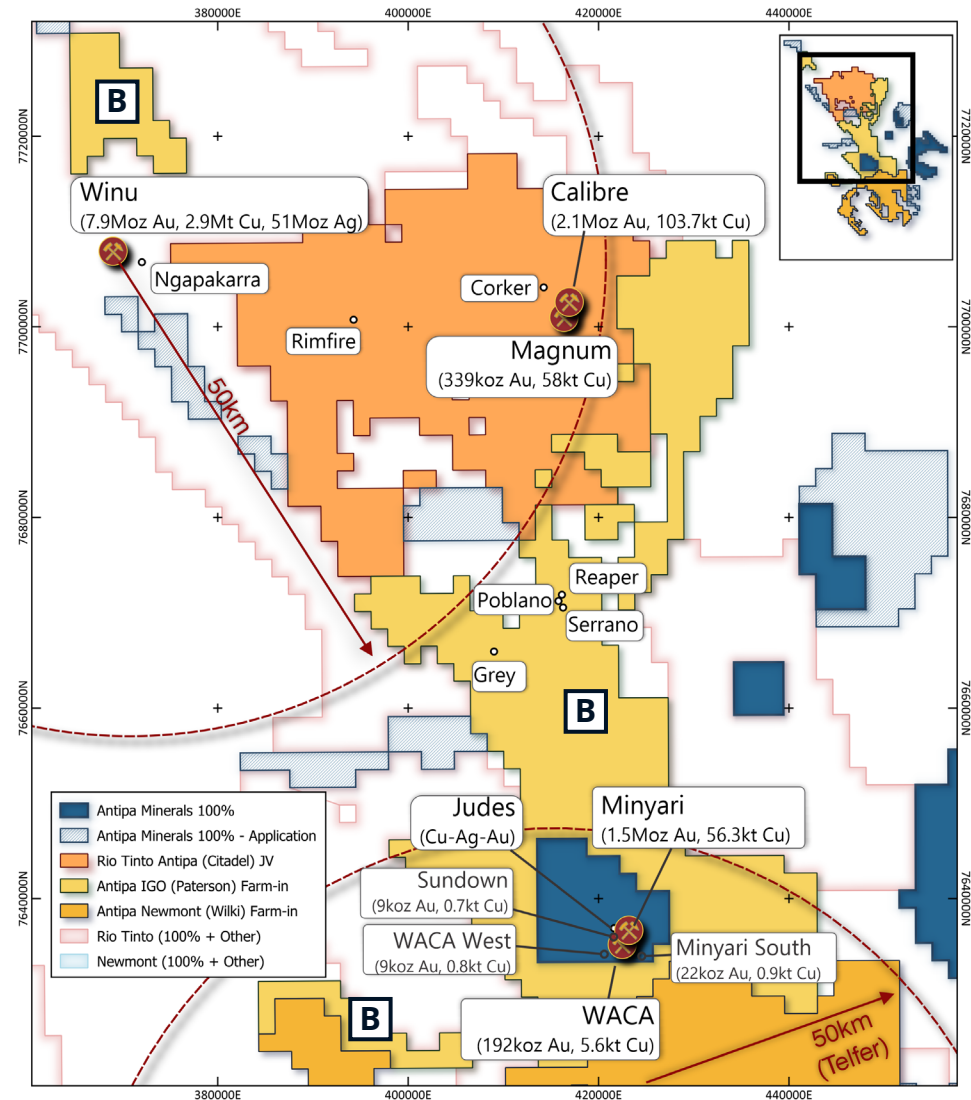 380000E
400000E
420000E
440000E
7720000N
7720000N
B
Winu
(7.9Moz Au, 2.9Mt Cu, 51Moz Ag)
Calibre
(2.1Moz Au, 103.7kt Cu)
Ngapakarra
Corker
Rimfire
7700000N
7700000N
Magnum
(339koz Au, 58kt Cu)
50km
7680000N
7680000N
Reaper
Poblano
Serrano
Grey
7660000N
7660000N
B
Judes
(Cu-Ag-Au)
Minyari
(1.5Moz Au, 56.3kt Cu)
Antipa Minerals 100%
Antipa Minerals 100% - Application
Rio Tinto Antipa (Citadel) JV
Antipa IGO (Paterson) Farm-in
Antipa Newmont (Wilki) Farm-in
Rio Tinto (100% + Other)
Newmont (100% + Other)
Sundown
(9koz Au, 0.7kt Cu)
7640000N
7640000N
WACA West
(9koz Au, 0.8kt Cu)
Minyari South
(22koz Au, 0.9kt Cu)
B
WACA
(192koz Au, 5.6kt Cu)
50km
(Telfer)
380000E
400000E
420000E
440000E